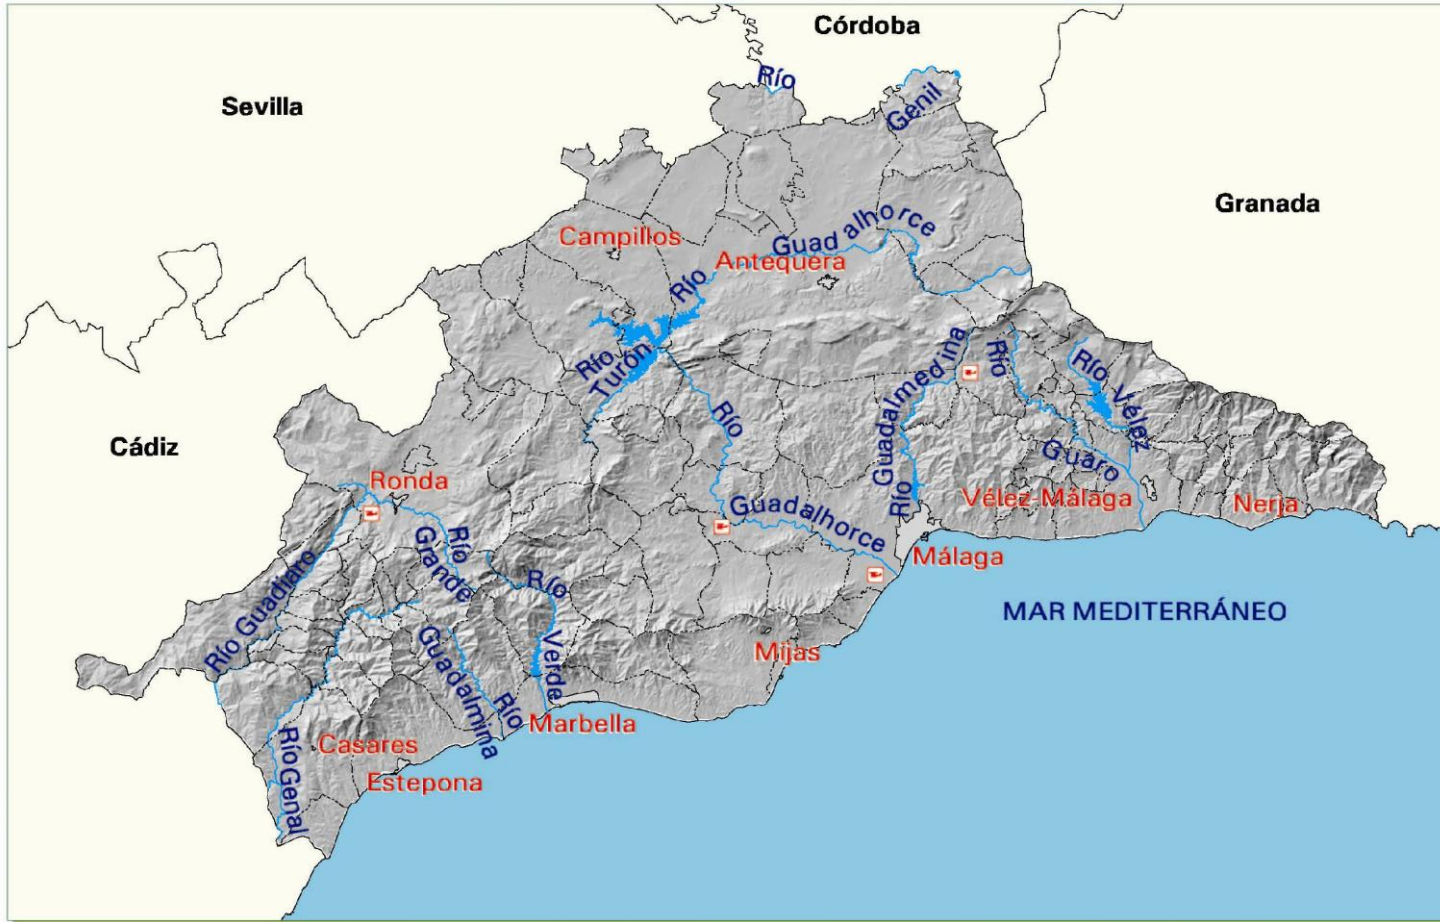 Córdoba
Río
Genil
Sevilla
Granada
Campillos
Guadalhorce
Antequera
Río
Río
Turón
Río
Guadalmedina
Río
Río Vélez
Río
Guaro
Cádiz
Ronda
Vélez-Málaga
Nerja
Guadalhorce
Río
Grande
Málaga
Río
Verde
Río Guadiaro
MAR MEDITERRÁNEO
Mijas
Guadalmina
Río
Marbella
Casares
Río Genal
Estepona